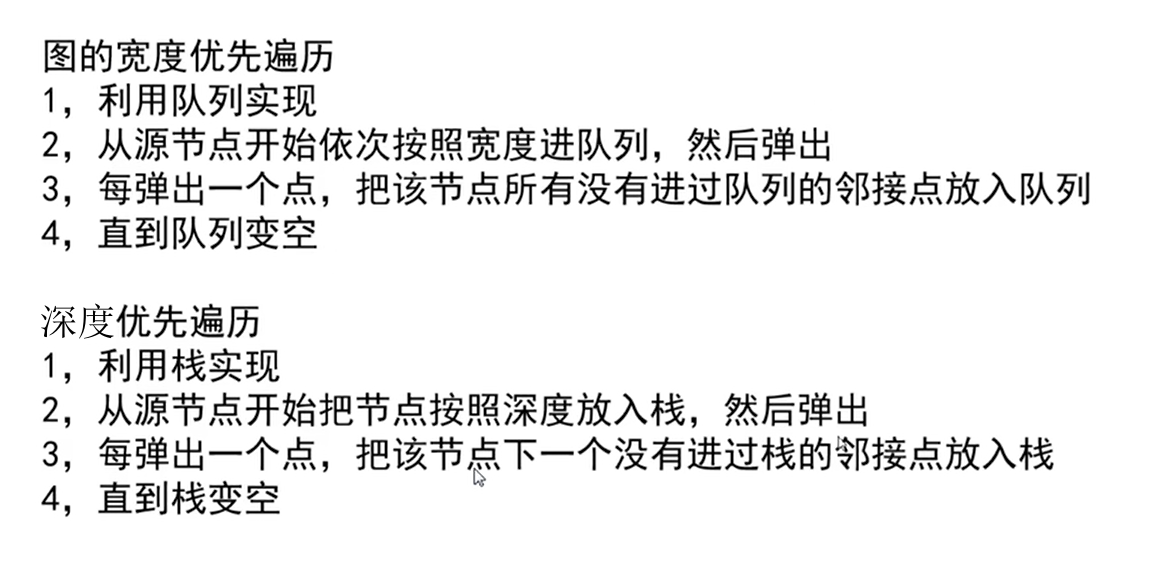 图的宽度优先遍历
1，利用队列实现
2，从源节点开始依次按照宽度进队列，然后弹出
3，每弹出一个点，把该节点所有没有进过队列的邻接点放入队列
4，直到队列变空
深度优先遍历
1，利用栈实现
2，从源节点开始把节点按照深度放入栈，然后弹出
3，每弹出一个点，把该节点下一个没有进过栈的邻接点放入栈
4，直到栈变空